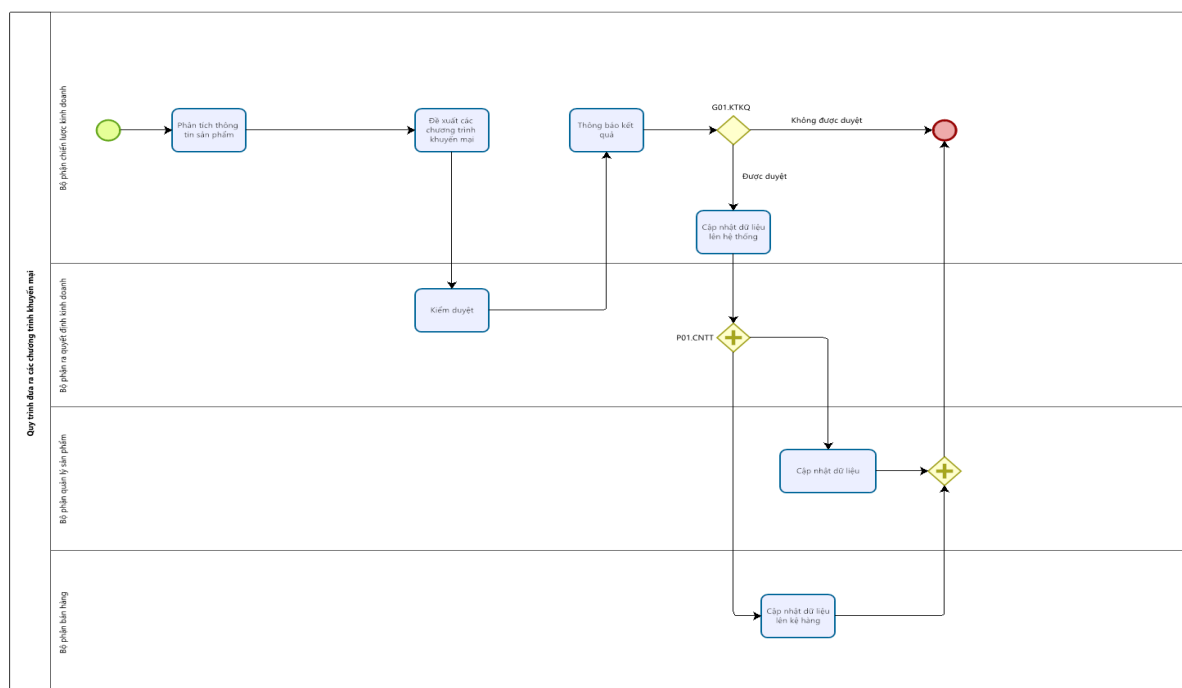 Quy trình đưa ra các chương trình khuyến mại
Bộ phận chiến lược kinh doanh
Phân tích thông
tin sản phẩm
Đề xuất các
chương trình
khuyến mại
Thông báo kết
quả
G01.KTKQ
Không được duyệt
Được duyệt
Cập nhật dữ liệu
lên hệ thống
Bộ phận ra quyết định kinh doanh
Kiểm duyệt
P01.CNTT
Bộ phận quản lý sản phẩm
Cập nhật dữ liệu
Bộ phận bán hàng
Cập nhật dữ liệu
lên kệ hàng